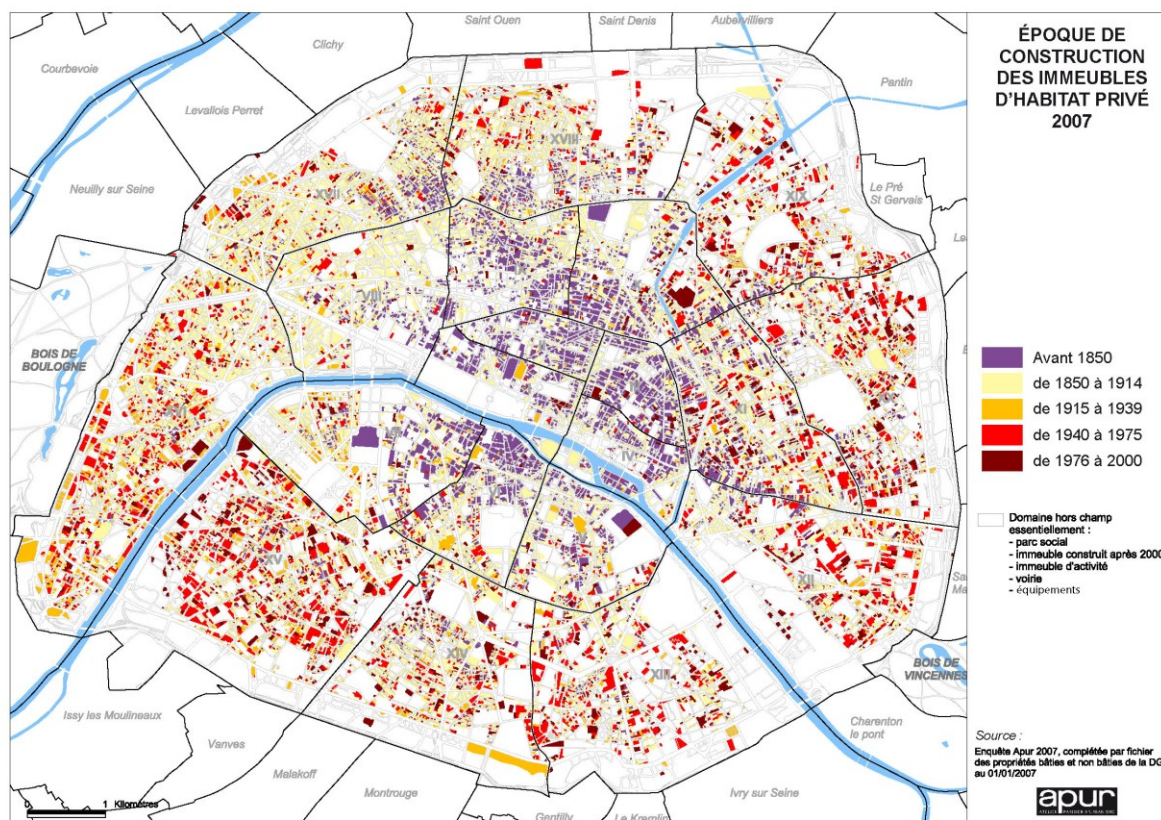 ÉPOQUE DE
CONSTRUCTION
DES IMMEUBLES
D'HABITAT PRIVÉ
2007
Saint Ouen
Saint Denis
Aubervilliers
Clichy
Courbevoie
Levallois Perret
Pantin
Neuilly sur Seine
Le Pré
St Gervais
XVIII
XVII
XIX
IX
X
VIII
II
III
BOIS DE
BOULOGNE
XVI
XI
VII
IV
VI
V
XV
XII
XIV
XIII
BOIS DE
VINCENNES
Issy les Moulineaux
Vanves
Malakoff
Montrouge
Gentilly
Le Kremlin
Ivry sur Seine
Charenton
le pont
0 1 Kilomètres
Avant 1850
de 1850 à 1914
de 1915 à 1939
de 1940 à 1975
de 1976 à 2000
Domaine hors champ
essentiellement :
- parc social
- immeuble construit après 2000
- immeuble d'activité
- voirie
- équipements
Source :
Enquête Apur 2007, complétée par fichier
des propriétés bâties et non bâties de la DG
au 01/01/2007
apur